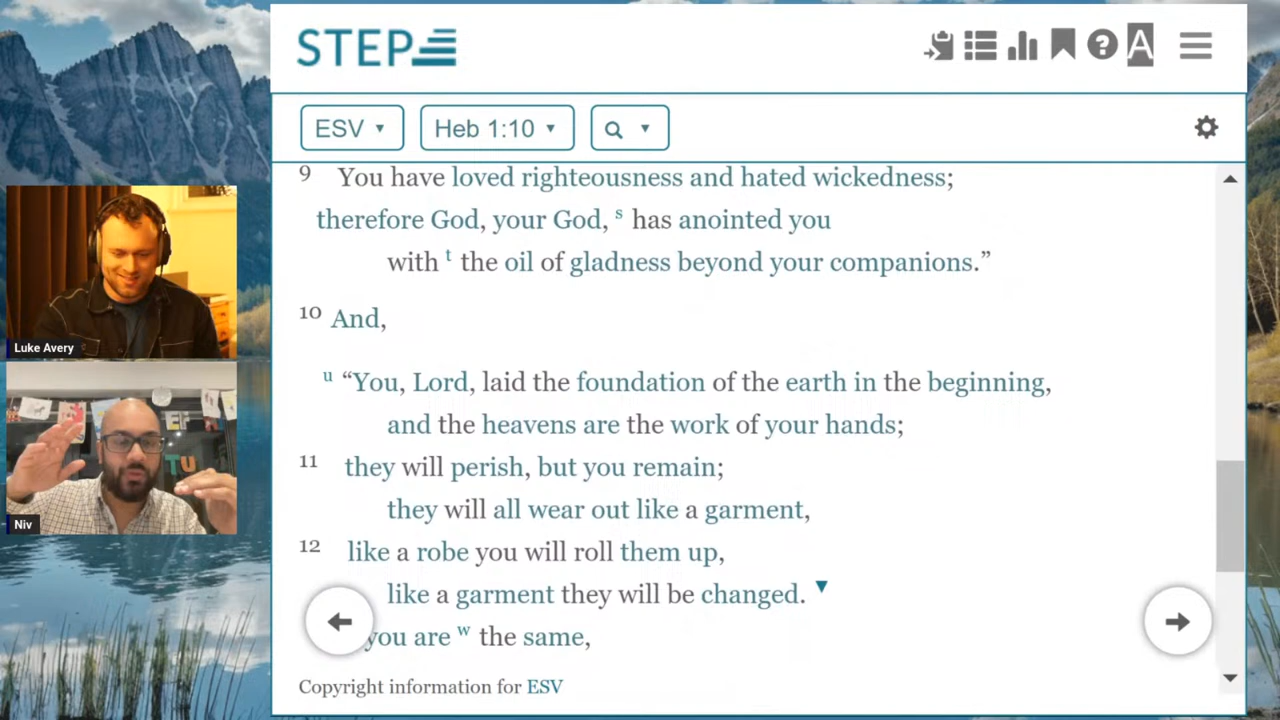 STEP
A
ESV
Heb 1:10
9 You have loved righteousness and hated wickedness;
therefore God, your God, s has anointed you
with t the oil of gladness beyond your companions.”
10 And,
u “You, Lord, laid the foundation of the earth in the beginning,
and the heavens are the work of your hands;
11 they will perish, but you remain;
they will all wear out like a garment,
12 like a robe you will roll them up,
like a garment they will be changed.
you are w the same,
Copyright information for ESV
Luke Avery
TU
Niv